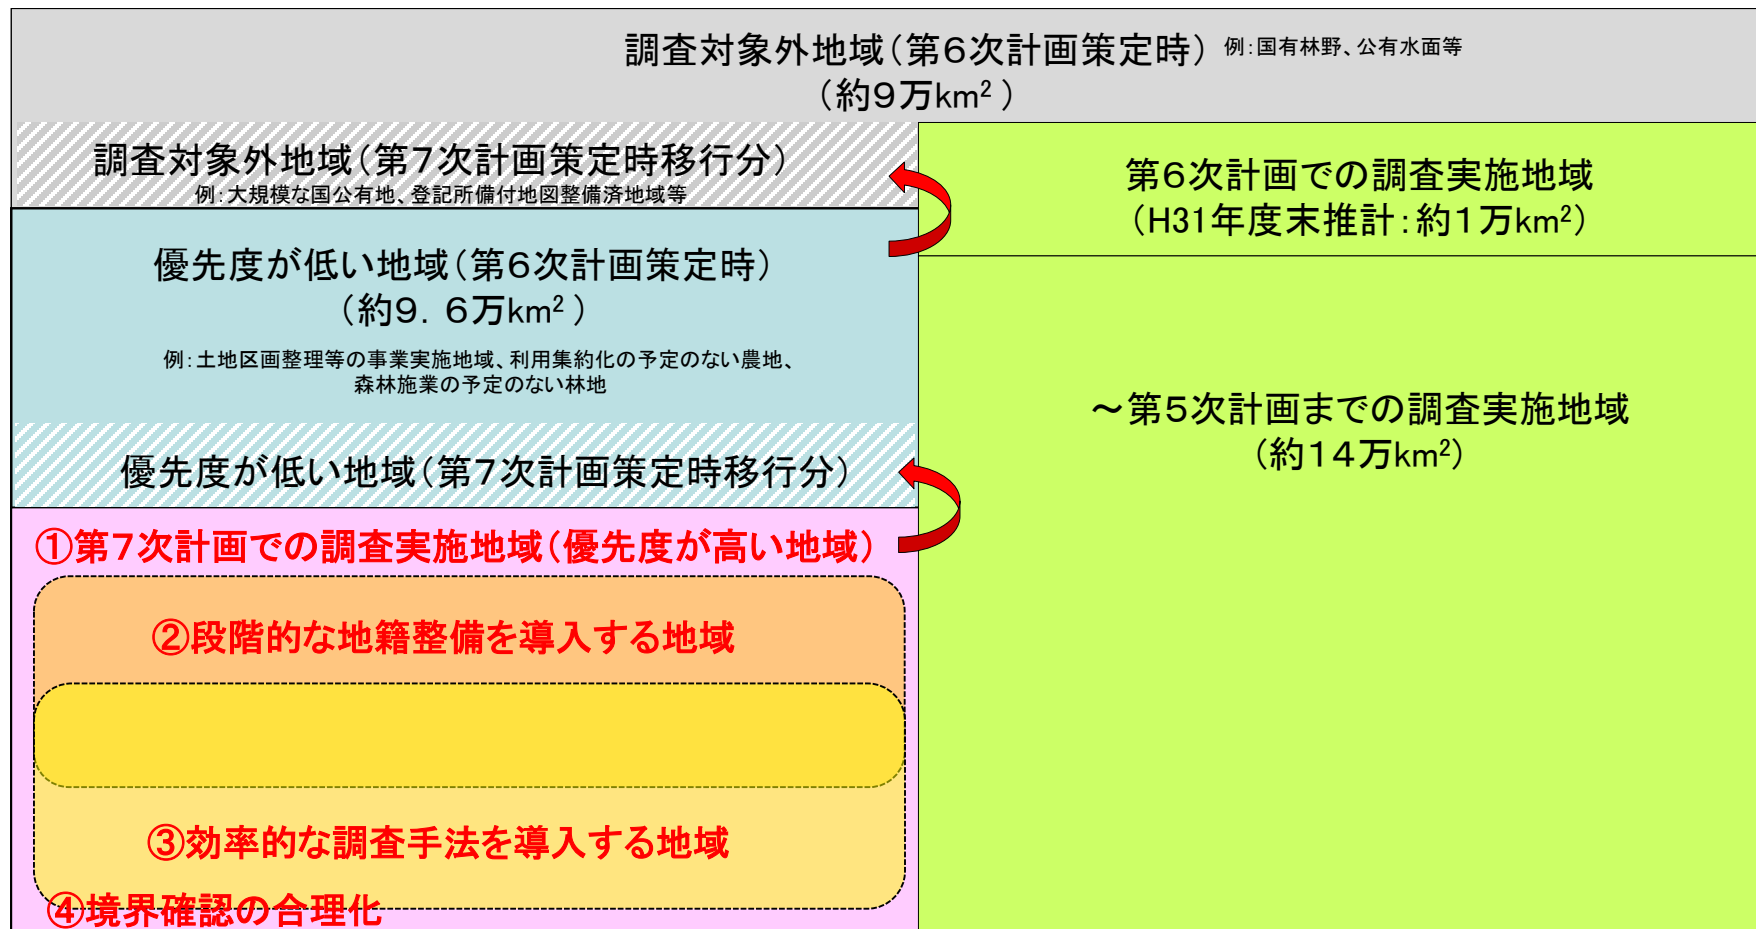 調査対象外地域(第6次計画策定時) 例:国有林野、公有水面等
(約9万km²)
調査対象外地域(第7次計画策定時移行分)
例:大規模な国公有地、登記所備付地図整備済地域等
第6次計画での調査実施地域
(H31年度末推計:約1万km²)
優先度が低い地域(第6次計画策定時)
(約9.6万km²)
例:土地区画整理等の事業実施地域、利用集約化の予定のない農地、
森林施業の予定のない林地
~第5次計画までの調査実施地域
(約14万km²)
優先度が低い地域(第7次計画策定時移行分)
①第7次計画での調査実施地域(優先度が高い地域)
②段階的な地籍整備を導入する地域
③効率的な調査手法を導入する地域
④境界確認の合理化